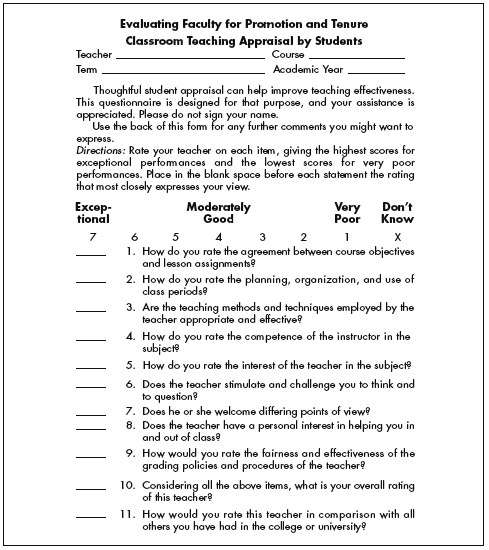 Evaluating Faculty for Promotion and Tenure
Classroom Teaching Appraisal by Students
Teacher ____________ Course ____________
Term ____________ Academic Year ____________
Thoughtful student appraisal can help improve teaching effectiveness.
This questionnaire is designed for that purpose, and your assistance is
appreciated. Please do not sign your name.
Use the back of this form for any further comments you might want to
express.
Directions: Rate your teacher on each item, giving the highest scores for
exceptional performances and the lowest scores for very poor
performances. Place in the blank space before each statement the rating
that most closely expresses your view.
Excep- Moderately Very Don't
tional Good Poor Know
7 6 5 4 3 2 1 X
_____ 1. How do you rate the agreement between course objectives
and lesson assignments?
_____ 2. How do you rate the planning, organization, and use of
class periods?
_____ 3. Are the teaching methods and techniques employed by the
teacher appropriate and effective?
_____ 4. How do you rate the competence of the instructor in the
subject?
_____ 5. How do you rate the interest of the teacher in the subject?
_____ 6. Does the teacher stimulate and challenge you to think and
to question?
_____ 7. Does he or she welcome differing points of view?
_____ 8. Does the teacher have a personal interest in helping you in
and out of class?
_____ 9. How would you rate the fairness and effectiveness of the
grading policies and procedures of the teacher?
_____ 10. Considering all the above items, what is your overall rating
of this teacher?
_____ 11. How would you rate this teacher in comparison with all
others you have had in the college or university?